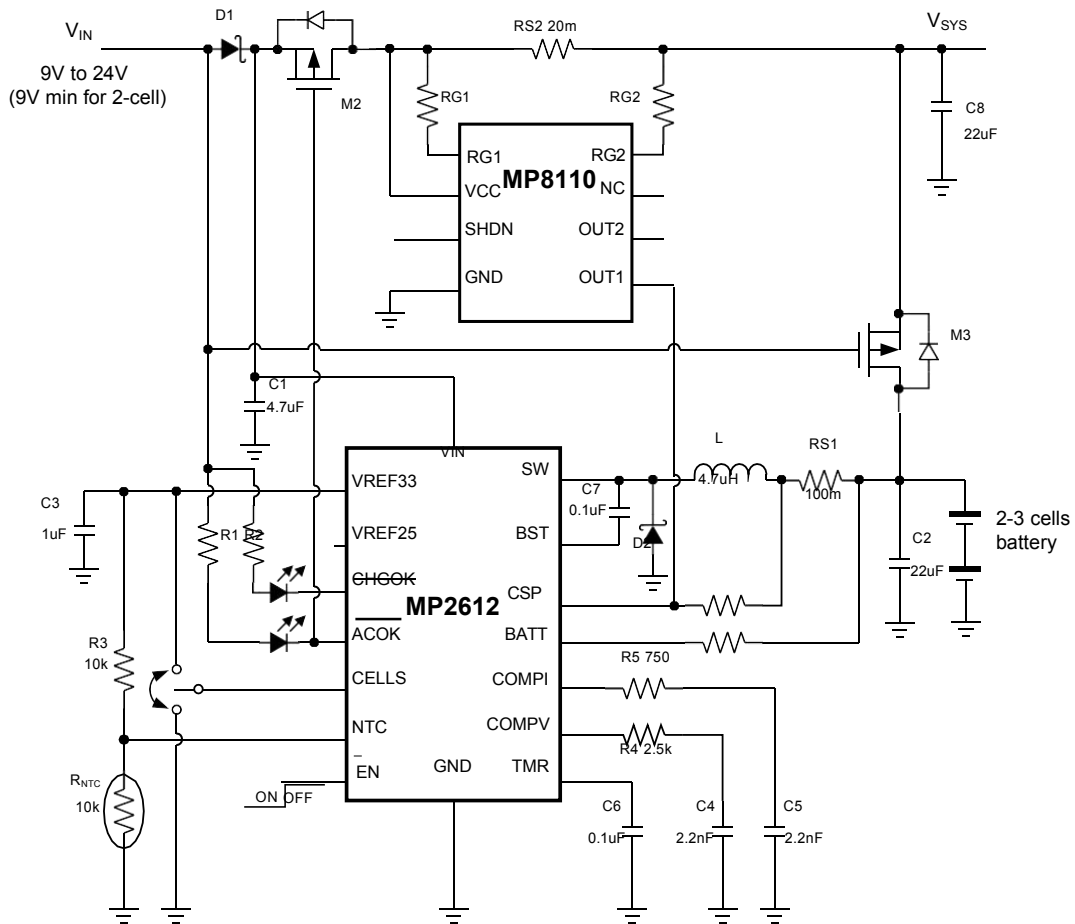 D1
RS2 20m
VIN
VSYS
9V to 24V
(9V min for 2-cell)
M2
RG1
RG2
C8
22uF
RG1
RG2
MP8110
VCC
NC
SHDN
OUT2
GND
OUT1
M3
C1
4.7uF
VIN
L
4.7uH
RS1
100m
SW
C7
0.1uF
VREF33
C3
1uF
VREF25
BST
D2
2-3 cells
battery
R1
R2
C2
22uF
CHGOK
CSP
MP2612
ACOK
BATT
R3
10k
R5 750
CELLS
COMPI
NTC
COMPV
R4 2.5k
EN
GND
TMR
RNTC
10k
ON OFF
C6
0.1uF
C4
2.2nF
C5
2.2nF